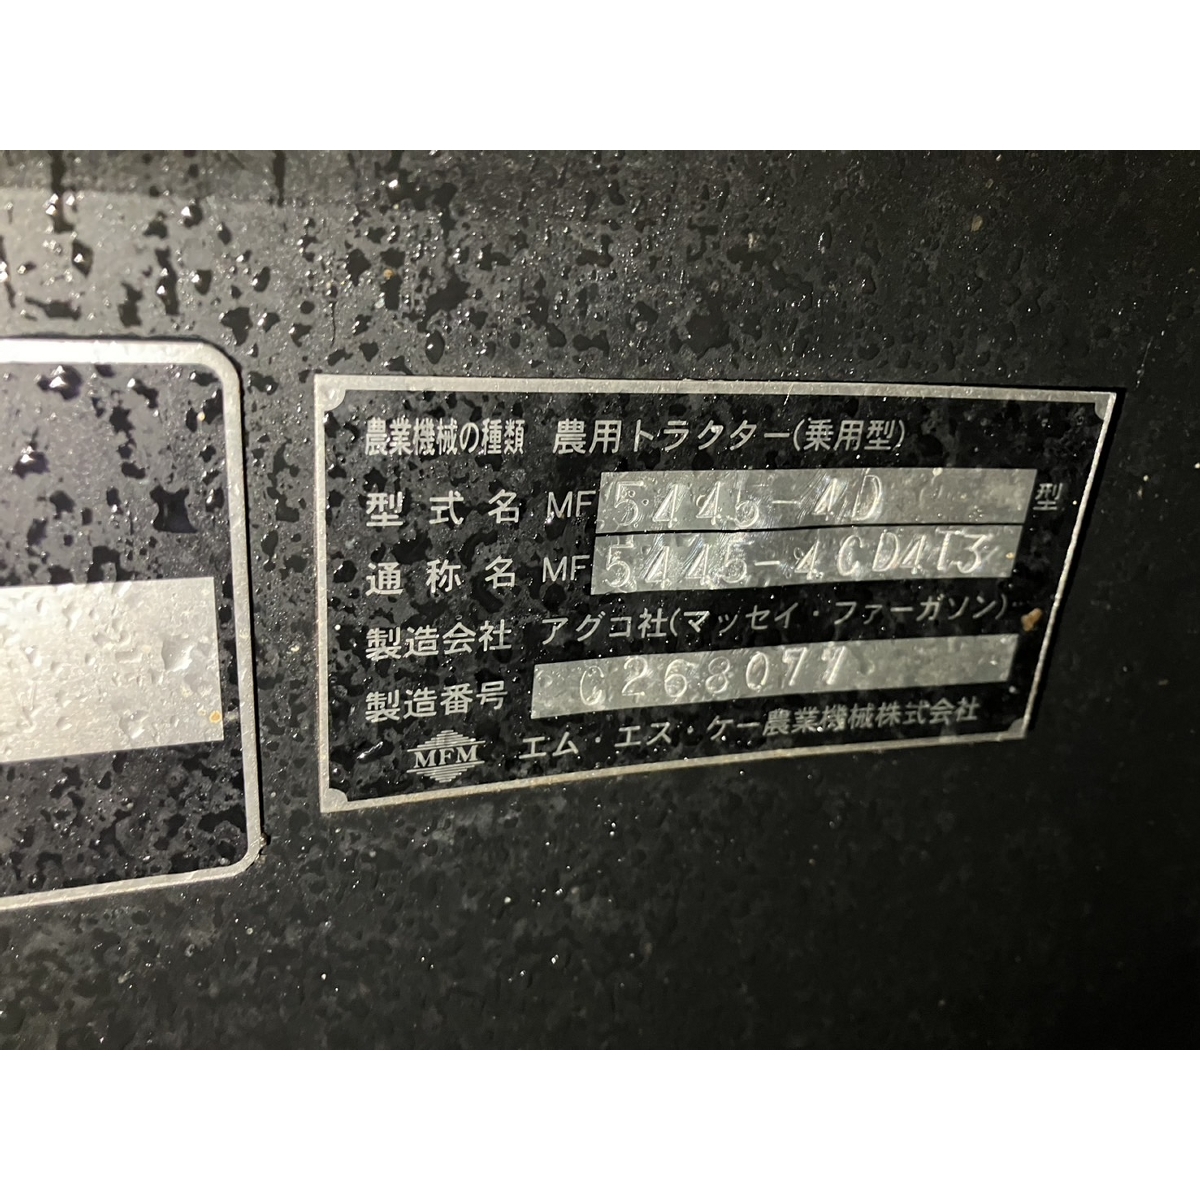 農業機械の種類 農用トラクター(乗用型)
型式名 MF 5445-4D 型
通称名 MF 5445-4CD4T3
製造会社 アグコ社(マッセイ・ファーガソン)
製造番号 C268077
MFM エム・エス・ケー農業機械株式会社